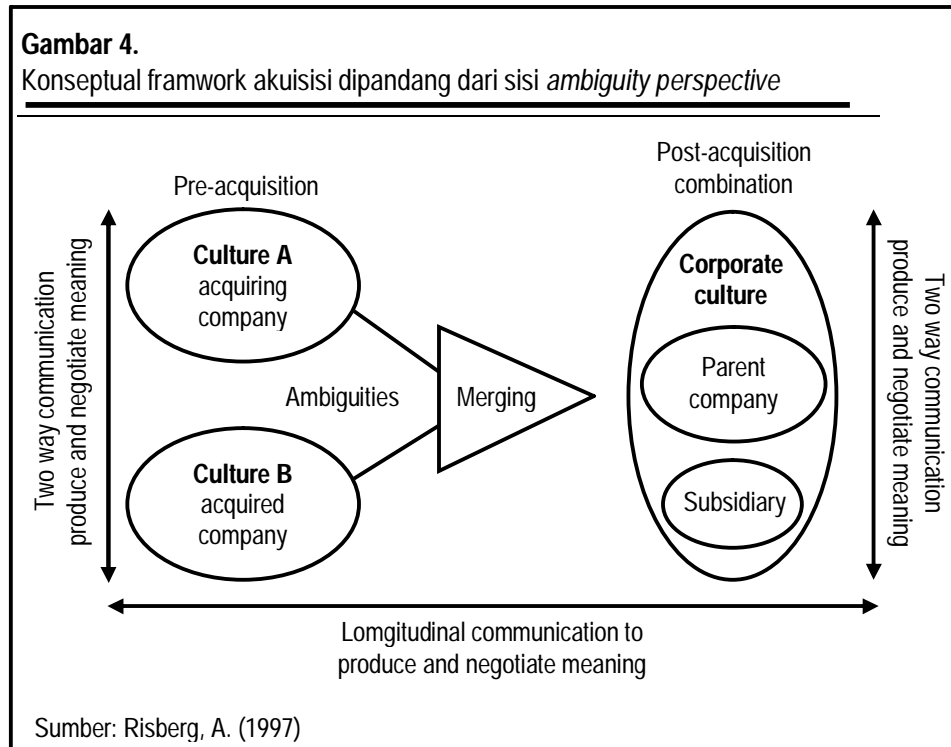 Gambar 4.
Konseptual framwork akuisisi dipandang dari sisi ambiguity perspective
Pre-acquisition
Post-acquisition
combination
Two way communication
produce and negotiate meaning
Culture A
acquiring
company
Ambiguities
Merging
Culture B
acquired
company
Corporate
culture
Parent
company
Subsidiary
Two way communication
produce and negotiate meaning
Lomgitudinal communication to
produce and negotiate meaning
Sumber: Risberg, A. (1997)